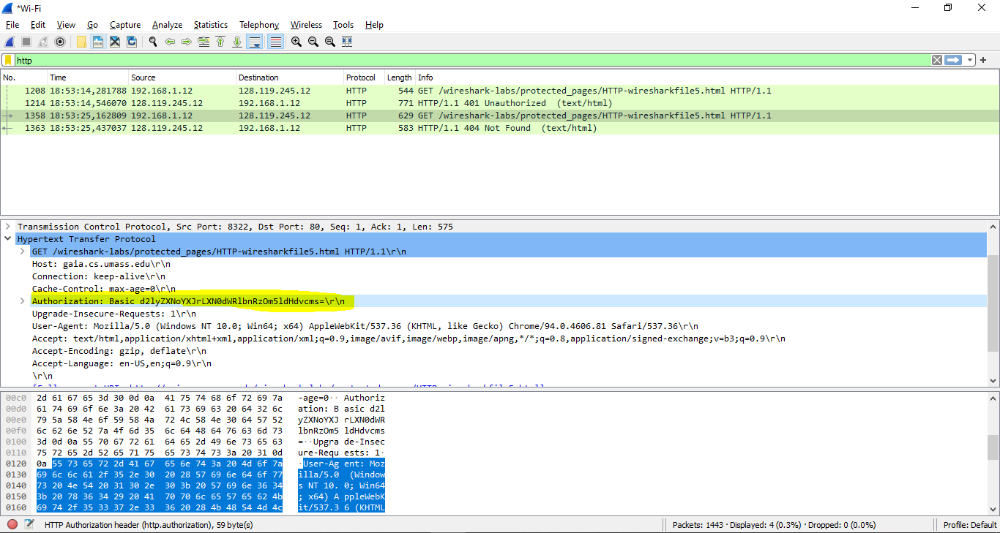 *Wi-Fi
File Edit View Go Capture Analyze Statistics Telephony Wireless Tools Help
http
No. Time Source Destination Protocol Length Info
1208 18:53:14,281788 192.168.1.12 128.119.245.12 HTTP 544 GET /wireshark-labs/protected_pages/HTTP-wiresharkfile5.html HTTP/1.1
1214 18:53:14,546070 128.119.245.12 192.168.1.12 HTTP 771 HTTP/1.1 401 Unauthorized (text/html)
1358 18:53:25,162809 192.168.1.12 128.119.245.12 HTTP 629 GET /wireshark-labs/protected_pages/HTTP-wiresharkfile5.html HTTP/1.1
1363 18:53:25,437037 128.119.245.12 192.168.1.12 HTTP 583 HTTP/1.1 404 Not Found (text/html)
Transmission Control Protocol, Src Port: 8322, Dst Port: 80, Seq: 1, Ack: 1, Len: 575
Hypertext Transfer Protocol
GET /wireshark-labs/protected_pages/HTTP-wiresharkfile5.html HTTP/1.1\r\n
Host: gaia.cs.umass.edu\r\n
Connection: keep-alive\r\n
Cache-Control: max-age=0\r\n
Authorization: Basic d2lyZXNoYXJrLXN0dWRlbnRzOm5ldHdvcms=\r\n
Upgrade-Insecure-Requests: 1\r\n
User-Agent: Mozilla/5.0 (Windows NT 10.0; Win64; x64) AppleWebKit/537.36 (KHTML, like Gecko) Chrome/94.0.4606.81 Safari/537.36\r\n
Accept: text/html,application/xhtml+xml,application/xml;q=0.9,image/avif,image/webp,image/apng,*/*;q=0.8,application/signed-exchange;v=b3;q=0.9\r\n
Accept-Encoding: gzip, deflate\r\n
Accept-Language: en-US,en;q=0.9\r\n
\r\n
00c0 2d 61 67 65 3d 30 0d 0a 41 75 74 68 6f 72 69 7a -age=0·· Authoriz
00d0 61 74 69 6f 6e 3a 20 42 61 73 69 63 20 64 32 6c ation: B asic d2l
00e0 79 5a 58 4e 6f 59 58 4a 72 4c 58 4e 30 64 57 52 yZXNoYXJ rLXN0dWR
00f0 6c 62 6e 52 7a 4f 6d 35 6c 64 48 64 76 63 6d 73 lbnRzOm5 ldHdvcms
0100 3d 0d 0a 55 70 67 72 61 64 65 2d 49 6e 73 65 63 =··Upgra de-Insec
0110 75 72 65 2d 52 65 71 75 65 73 74 73 3a 20 31 0d ure-Requ ests: 1·
0120 0a 55 73 65 72 2d 41 67 65 6e 74 3a 20 4d 6f 7a ·User-Ag ent: Moz
0130 69 6c 6c 61 2f 35 2e 30 20 28 57 69 6e 64 6f 77 illa/5.0 (Window
0140 73 20 4e 54 20 31 30 2e 30 3b 20 57 69 6e 36 34 s NT 10. 0; Win64
0150 3b 20 78 36 34 29 20 41 70 70 6c 65 57 65 62 4b ; x64) A ppleWebK
0160 69 74 2f 35 33 37 2e 33 36 20 28 4b 48 54 4d 4c it/537.3 6 (KHTML
HTTP Authorization header (http.authorization), 59 byte(s)
Packets: 1443 · Displayed: 4 (0.3%) · Dropped: 0 (0.0%)
Profile: Default